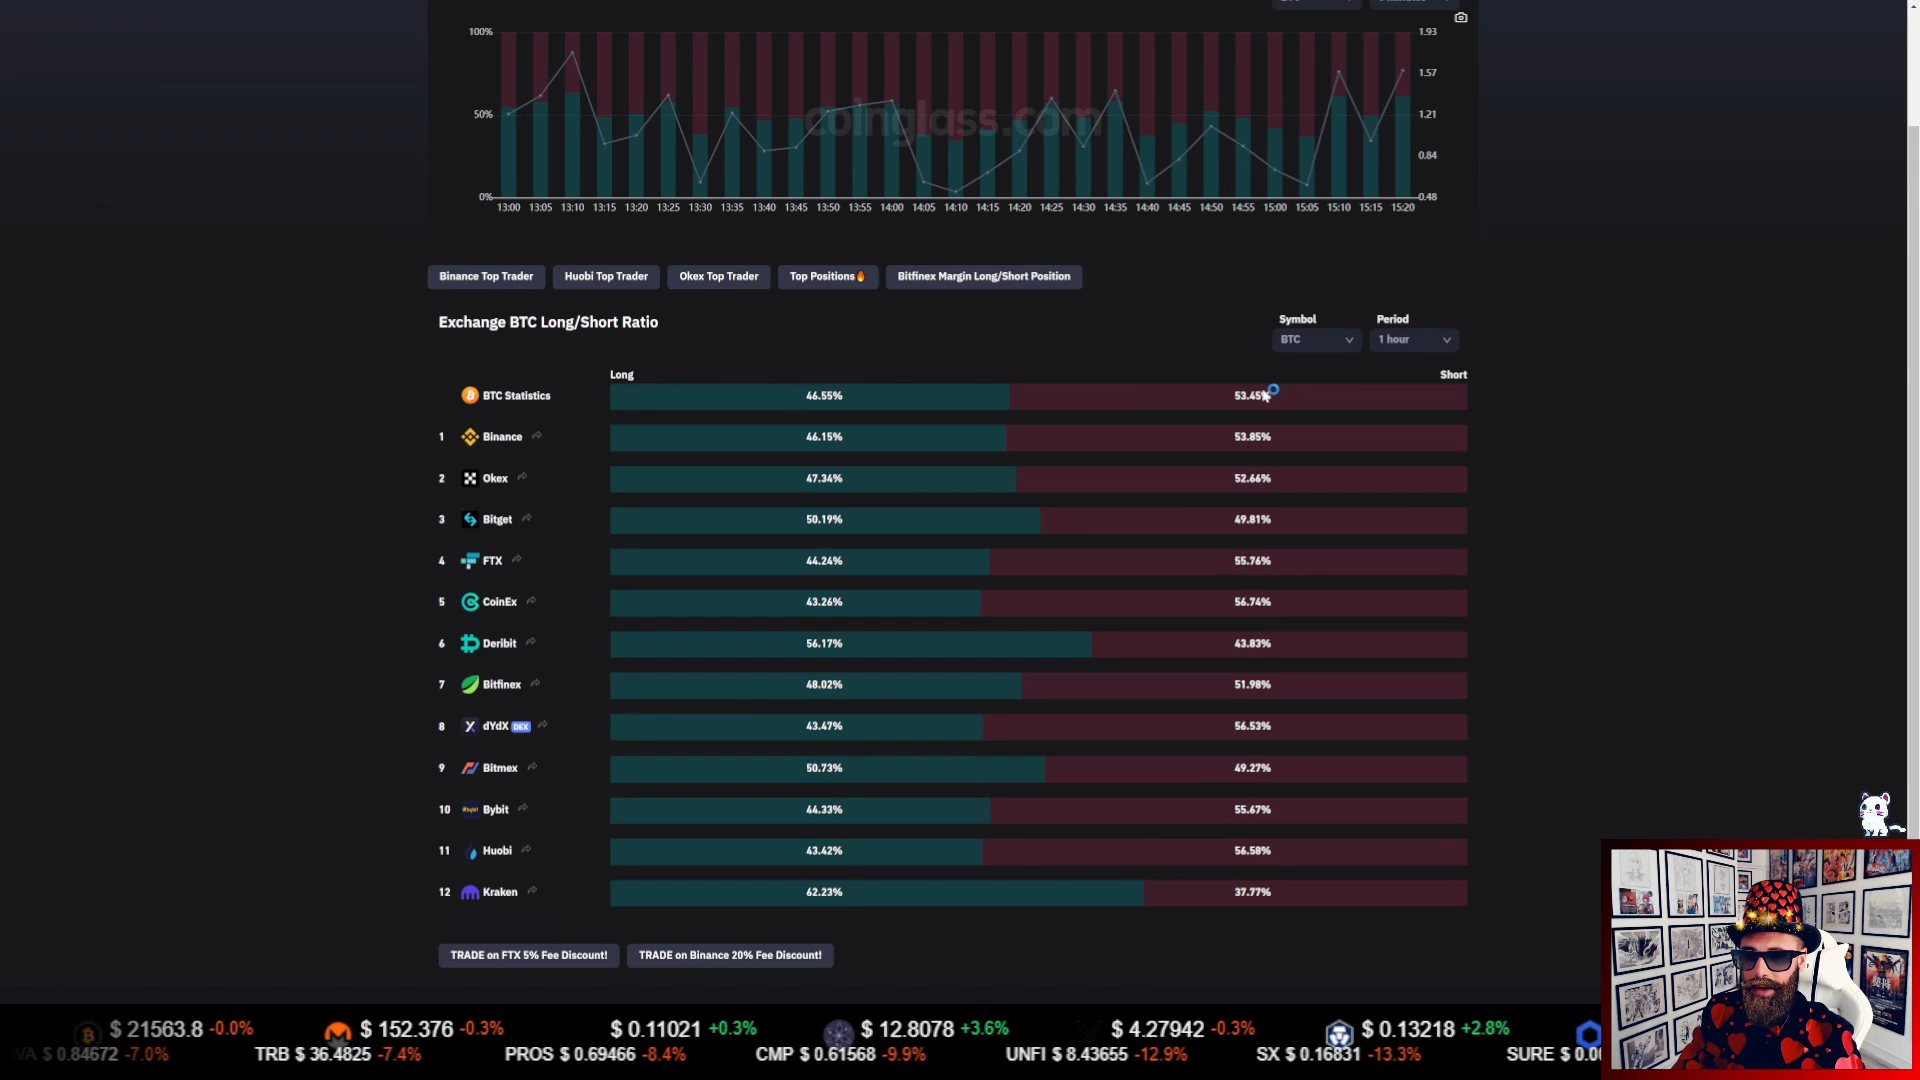 100%
1.93
1.57
50%
1.21
coinglass.com
0.84
0%
0.48
13:00 13:05 13:10 13:15 13:20 13:25 13:30 13:35 13:40 13:45 13:50 13:55 14:00 14:05 14:10 14:15 14:20 14:25 14:30 14:35 14:40 14:45 14:50 14:55 15:00 15:05 15:10 15:15 15:20
Binance Top Trader Huobi Top Trader Okex Top Trader Top Positions🔥 Bitfinex Margin Long/Short Position
Exchange BTC Long/Short Ratio
Symbol Period
BTC 1 hour
Long Short
BTC Statistics 46.55% 53.45%
1 Binance 46.15% 53.85%
2 Okex 47.34% 52.66%
3 Bitget 50.19% 49.81%
4 FTX 44.24% 55.76%
5 CoinEx 43.26% 56.74%
6 Deribit 56.17% 43.83%
7 Bitfinex 48.02% 51.98%
8 dYdX DEX 43.47% 56.53%
9 Bitmex 50.73% 49.27%
10 Bybit 44.33% 55.67%
11 Huobi 43.42% 56.58%
12 Kraken 62.23% 37.77%
TRADE on FTX 5% Fee Discount! TRADE on Binance 20% Fee Discount!
$ 21563.8 -0.0% $ 152.376 -0.3% $ 0.11021 +0.3% $ 12.8078 +3.6% $ 4.27942 -0.3% $ 0.13218 +2.8%
$ 0.84672 -7.0% TRB $ 36.4825 -7.4% PROS $ 0.69466 -8.4% CMP $ 0.61568 -9.9% UNFI $ 8.43655 -12.9% SX $ 0.16831 -13.3% SURE $